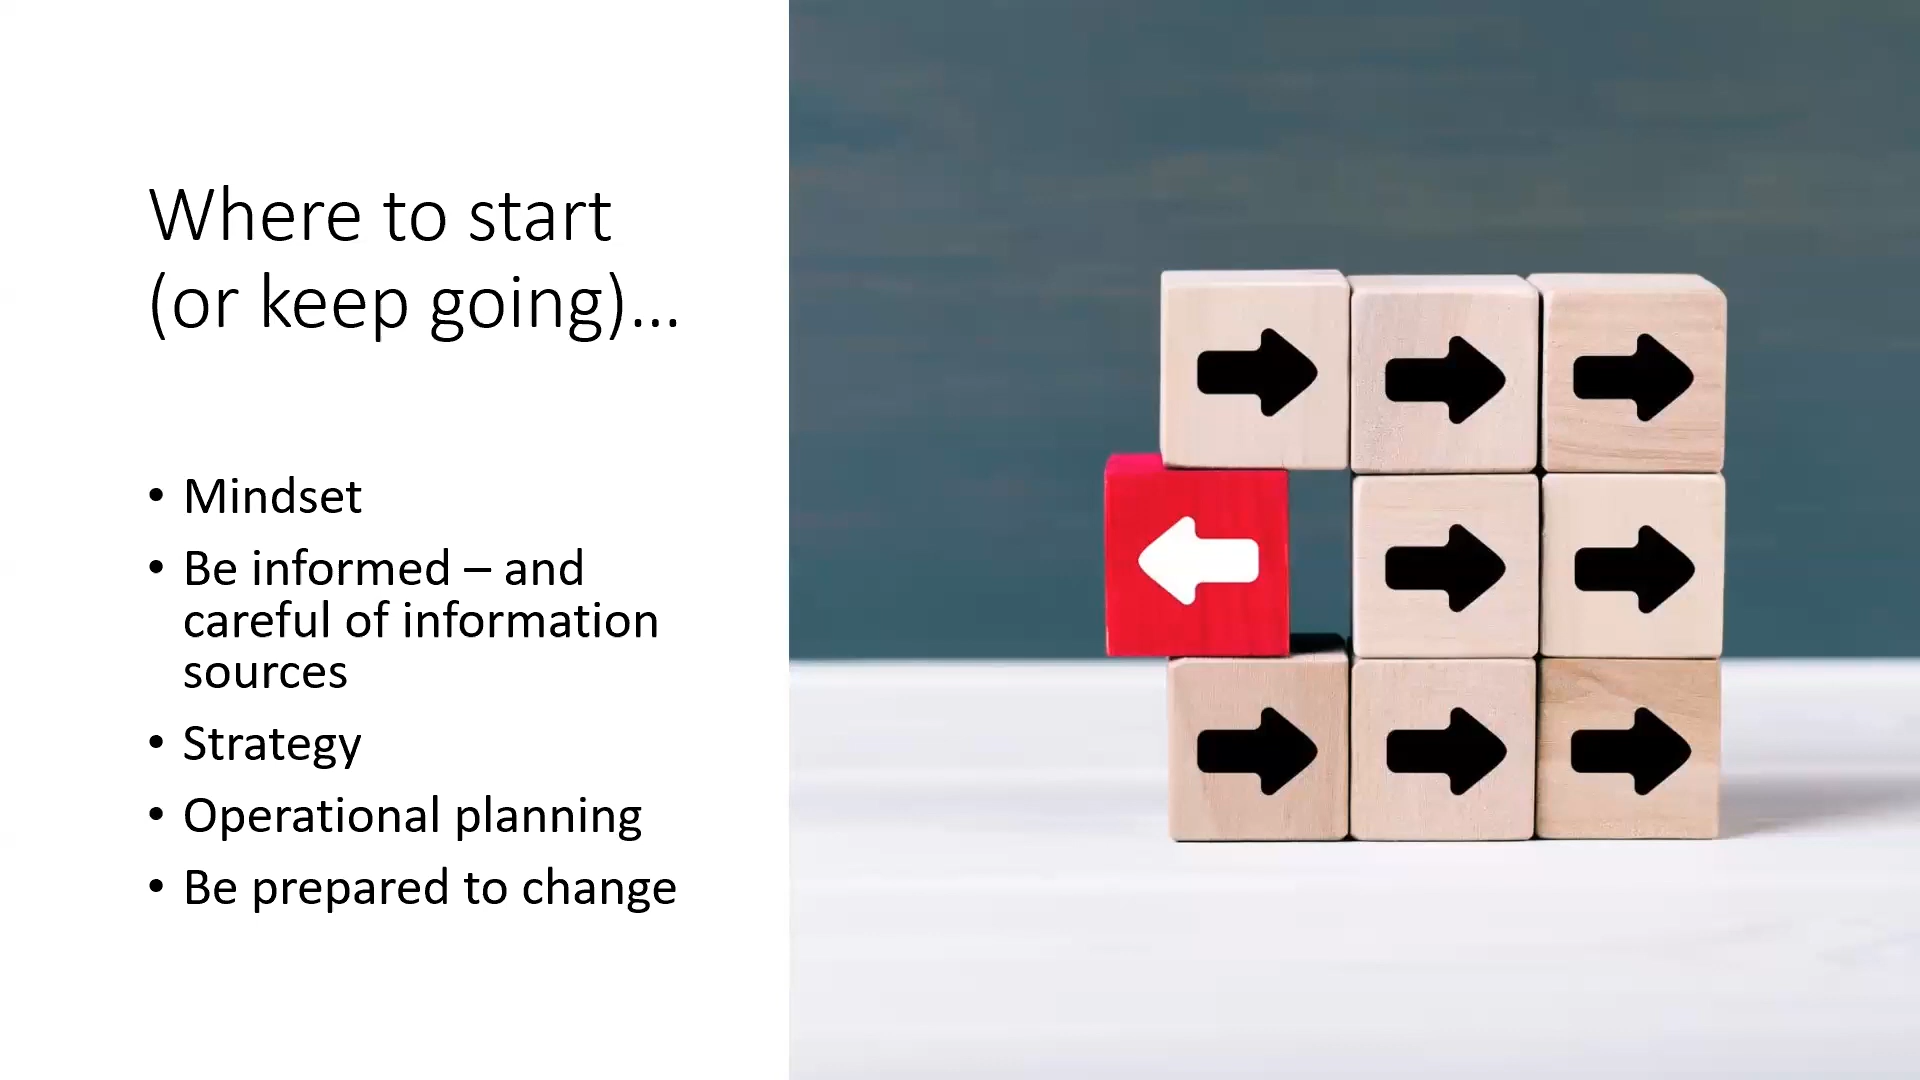 Where to start
(or keep going)...
• Mindset
• Be informed – and
careful of information
sources
• Strategy
• Operational planning
• Be prepared to change